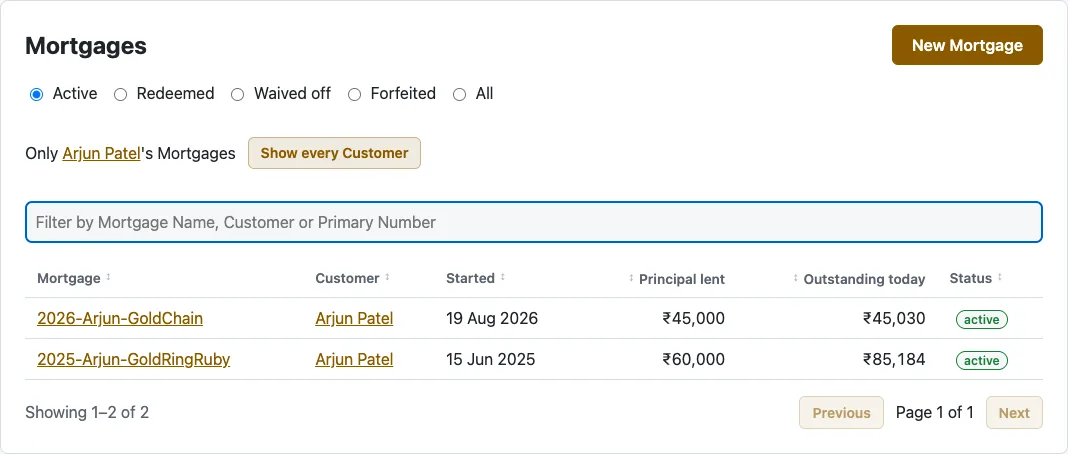 Mortgages
New Mortgage
Active Redeemed Waived off Forfeited All
Only Arjun Patel's Mortgages Show every Customer
Filter by Mortgage Name, Customer or Primary Number
Mortgage Customer Started Principal lent Outstanding today Status
2026-Arjun-GoldChain Arjun Patel 19 Aug 2026 ₹45,000 ₹45,030 active
2025-Arjun-GoldRingRuby Arjun Patel 15 Jun 2025 ₹60,000 ₹85,184 active
Showing 1–2 of 2 Previous Page 1 of 1 Next